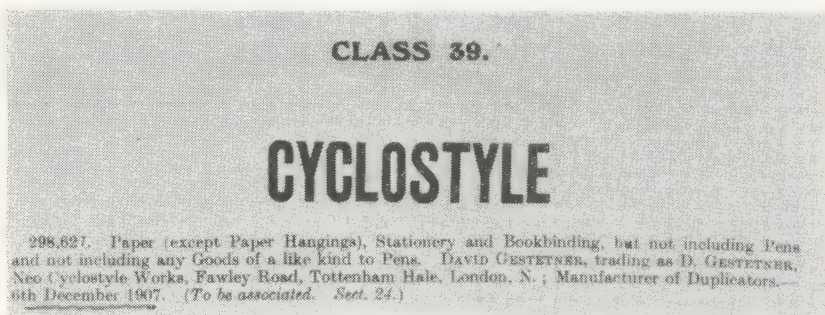 CLASS 39.
CYCLOSTYLE
298,627. Paper (except Paper Hangings), Stationery and Bookbinding, but not including Pens
and not including any Goods of a like kind to Pens. DAVID GESTETNER, trading as D. GESTETNER,
Neo Cyclostyle Works, Fawley Road, Tottenham Hale, London, N. ; Manufacturer of Duplicators.—
6th December 1907. (To be associated. Sect. 24.)